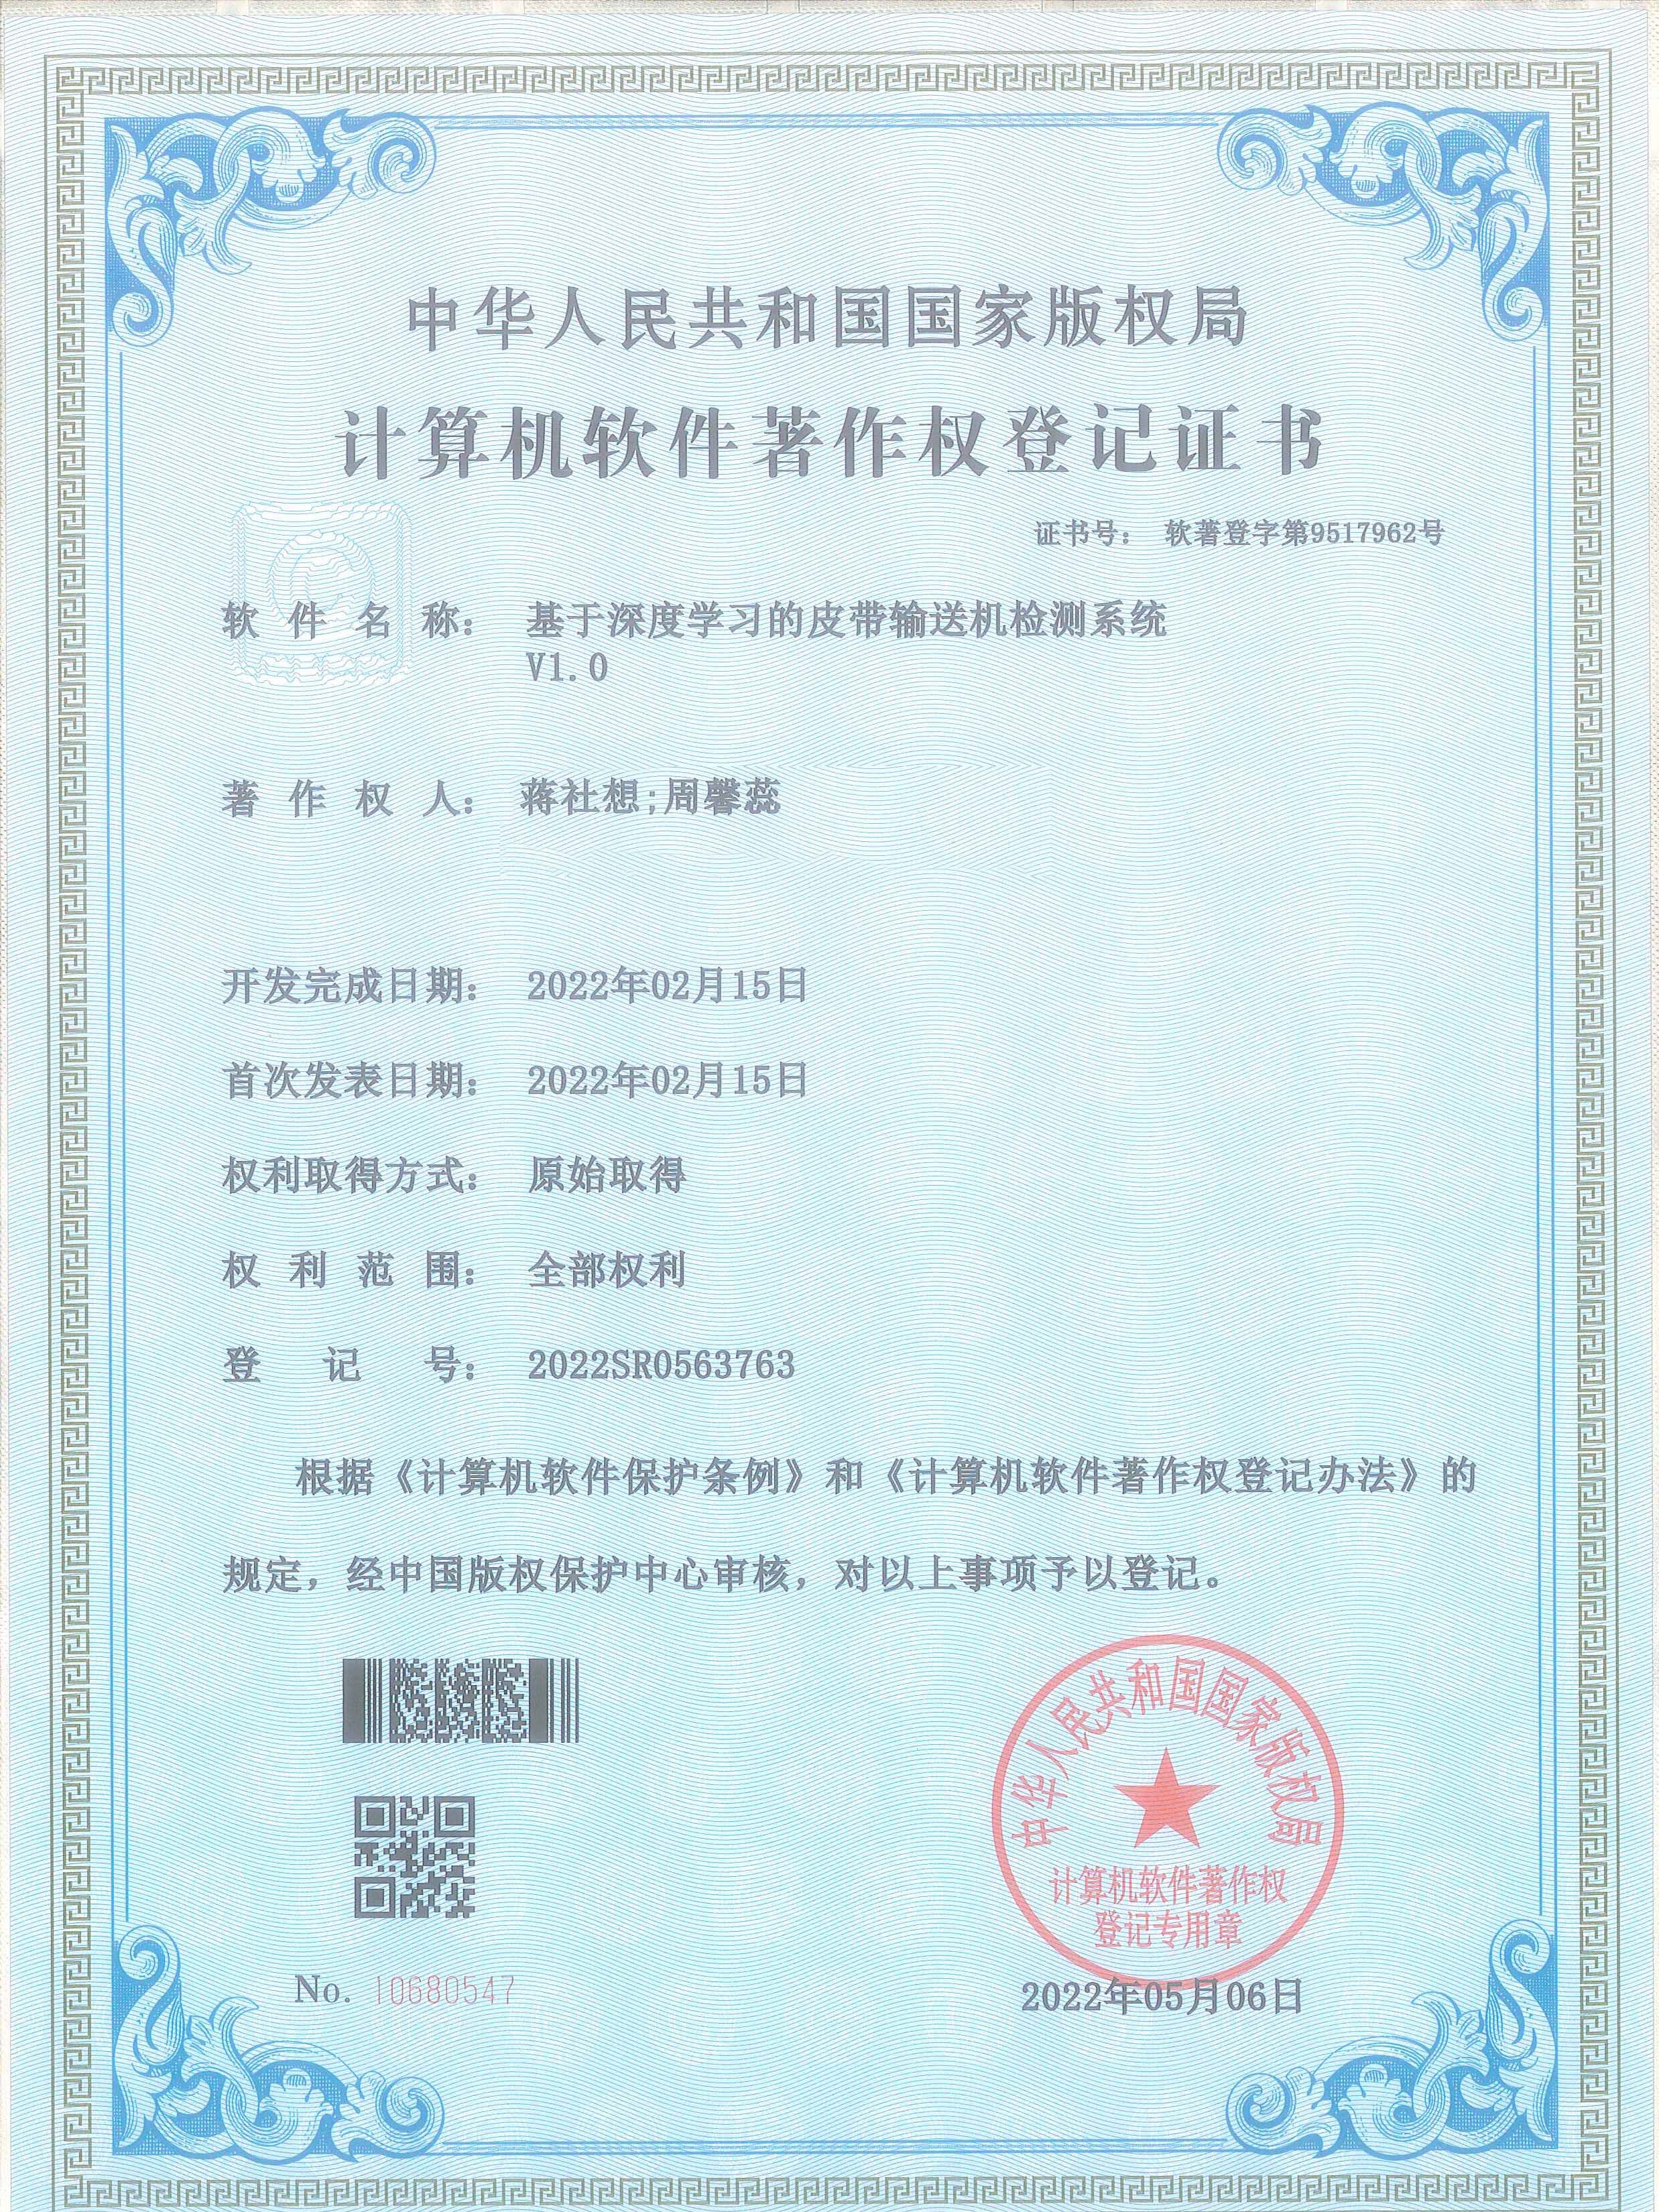 中华人民共和国国家版权局
计算机软件著作权登记证书
证书号： 软著登字第9517962号
软件名称： 基于深度学习的皮带输送机检测系统
V1.0
著作权人： 蒋社想;周馨蕊
开发完成日期： 2022年02月15日
首次发表日期： 2022年02月15日
权利取得方式： 原始取得
权利范围： 全部权利
登记号： 2022SR0563763
根据《计算机软件保护条例》和《计算机软件著作权登记办法》的
规定，经中国版权保护中心审核，对以上事项予以登记。
中华人民共和国国家版权局
计算机软件著作权
登记专用章
No. 10680547
2022年05月06日